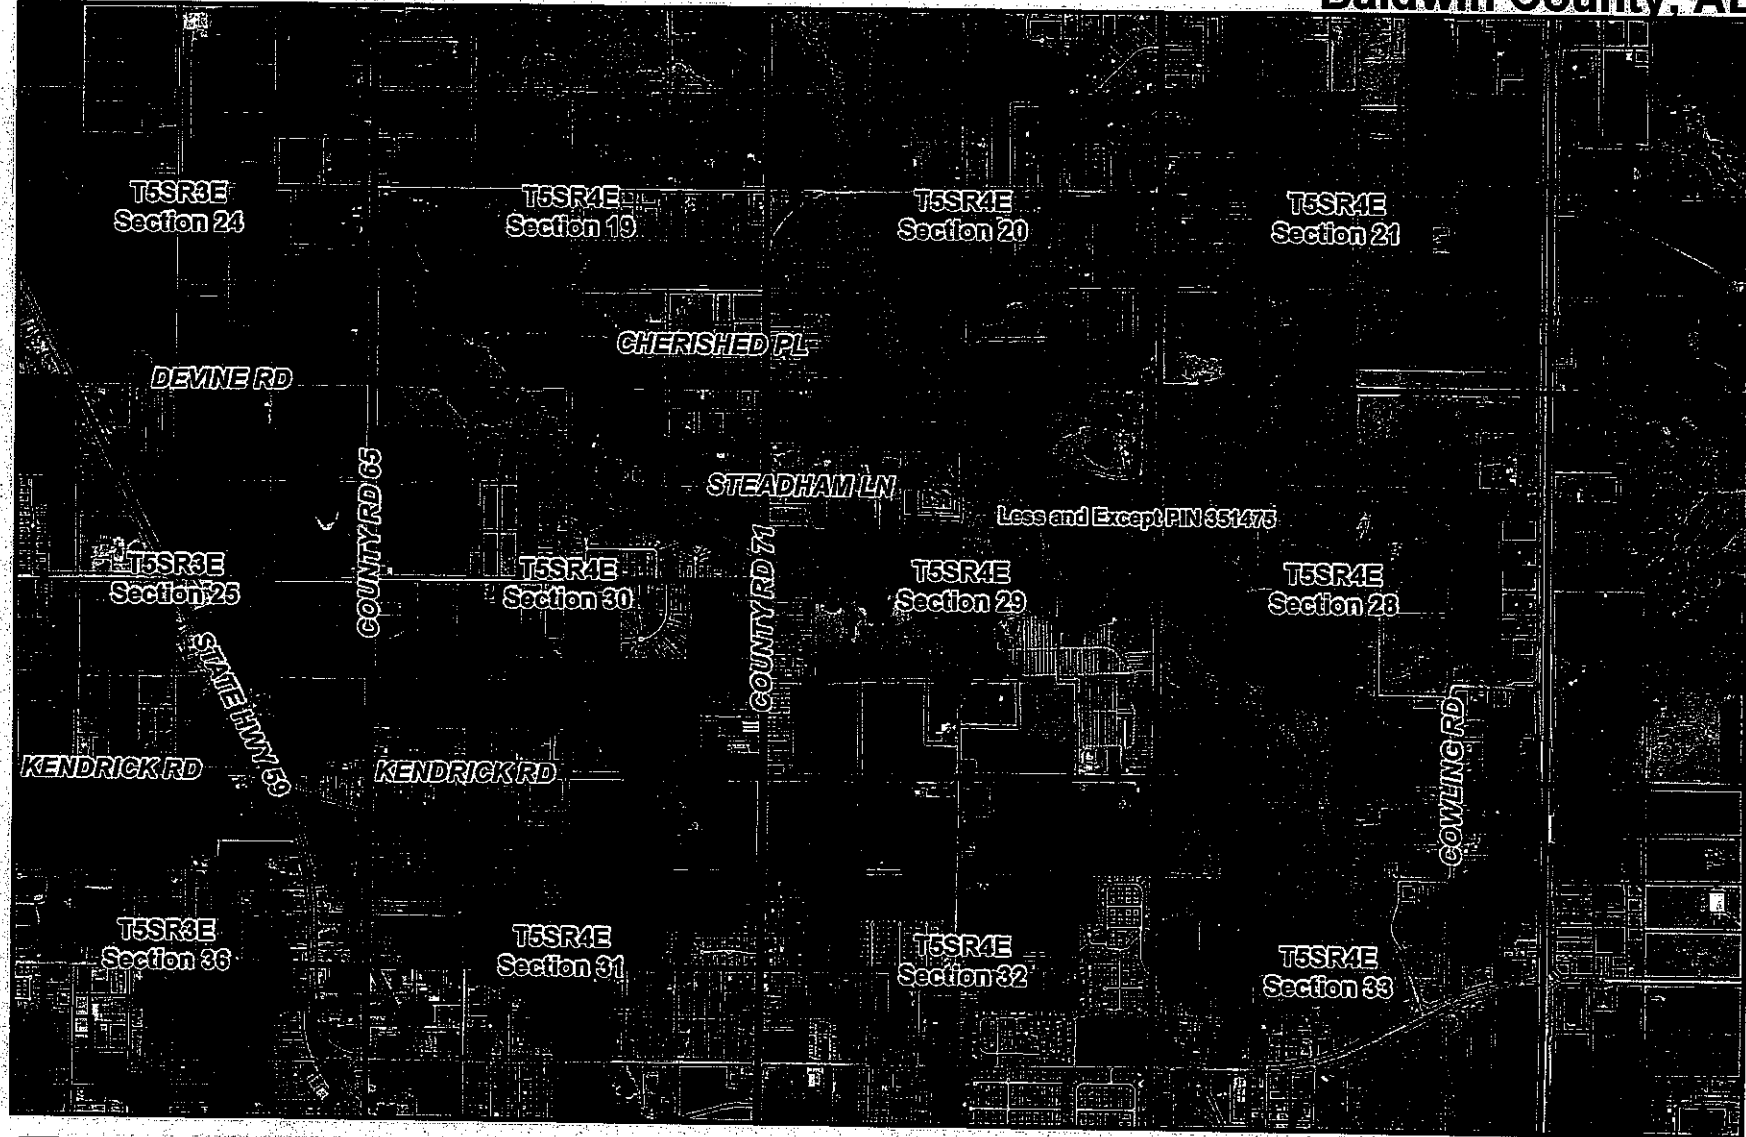 Baldwin County, AL
T5SR3E
Section 24
T5SR4E
Section 19
T5SR4E
Section 20
T5SR4E
Section 21
CHERISHED PL
DEVINE RD
COUNTY RD 65
STEADHAM LN
Less and Except PIN 351475
T5SR3E
Section 25
T5SR4E
Section 30
COUNTY RD 71
T5SR4E
Section 29
T5SR4E
Section 28
STATE HWY 59
KENDRICK RD
KENDRICK RD
COWLING RD
T5SR3E
Section 36
T5SR4E
Section 31
T5SR4E
Section 32
T5SR4E
Section 33